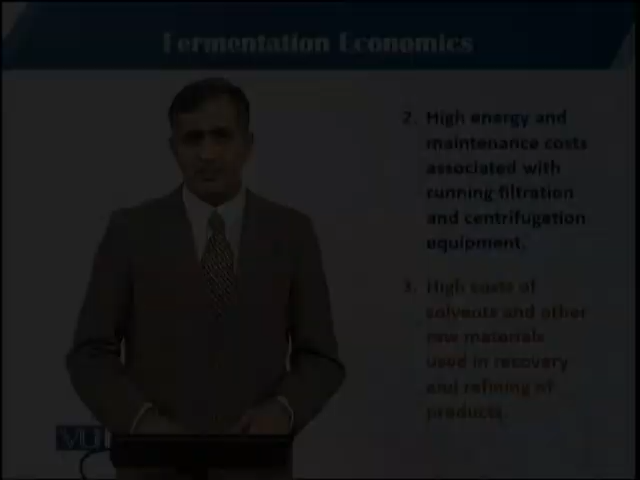 Fermentation Economics
2. High energy and
maintenance costs
associated with
running filtration
and centrifugation
equipment.
3. High costs of
solvents and other
raw materials
used in recovery
and refining of
products.
VU